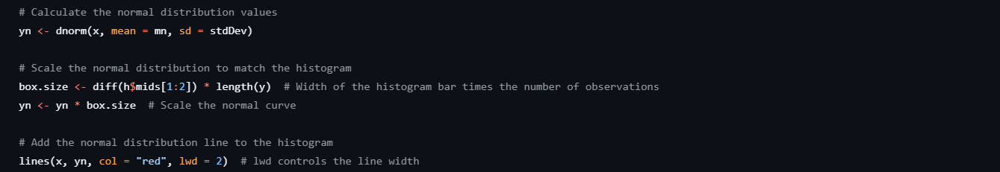 # Calculate the normal distribution values
yn <- dnorm(x, mean = mn, sd = stdDev)
# Scale the normal distribution to match the histogram
box.size <- diff(h$mids[1:2]) * length(y)  # Width of the histogram bar times the number of observations
yn <- yn * box.size  # Scale the normal curve
# Add the normal distribution line to the histogram
lines(x, yn, col = "red", lwd = 2)  # lwd controls the line width